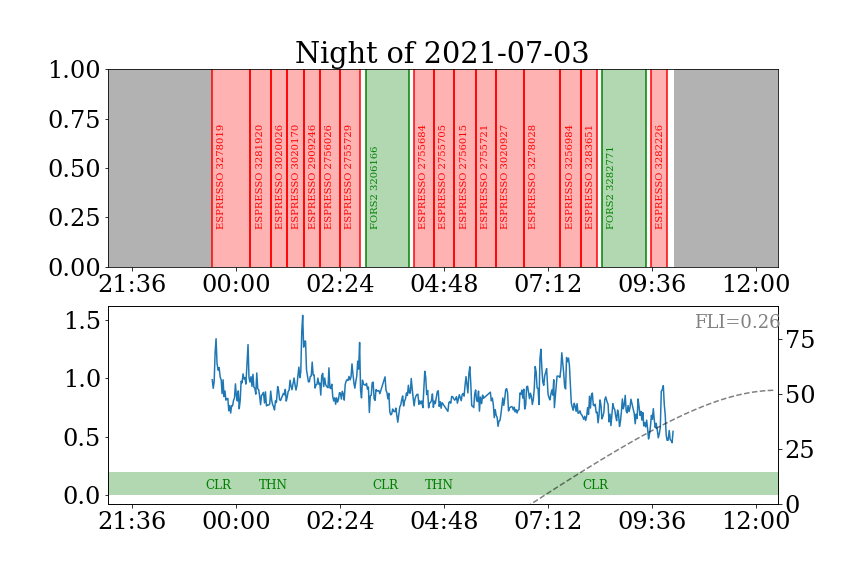 Night of 2021-07-03
1.00
0.75
0.50
0.25
0.00
ESPRESSO 3278019
ESPRESSO 3281920
ESPRESSO 3020026
ESPRESSO 3020170
ESPRESSO 2909246
ESPRESSO 2756026
ESPRESSO 2755729
FORS2 3206166
ESPRESSO 2755684
ESPRESSO 2755705
ESPRESSO 2756015
ESPRESSO 2755721
ESPRESSO 3020927
ESPRESSO 3278028
ESPRESSO 3256984
ESPRESSO 3283651
FORS2 3282771
ESPRESSO 3282226
21:36 00:00 02:24 04:48 07:12 09:36 12:00
FLI=0.26
1.5
1.0
0.5
0.0
75
50
25
0
CLR THN CLR THN CLR
21:36 00:00 02:24 04:48 07:12 09:36 12:00